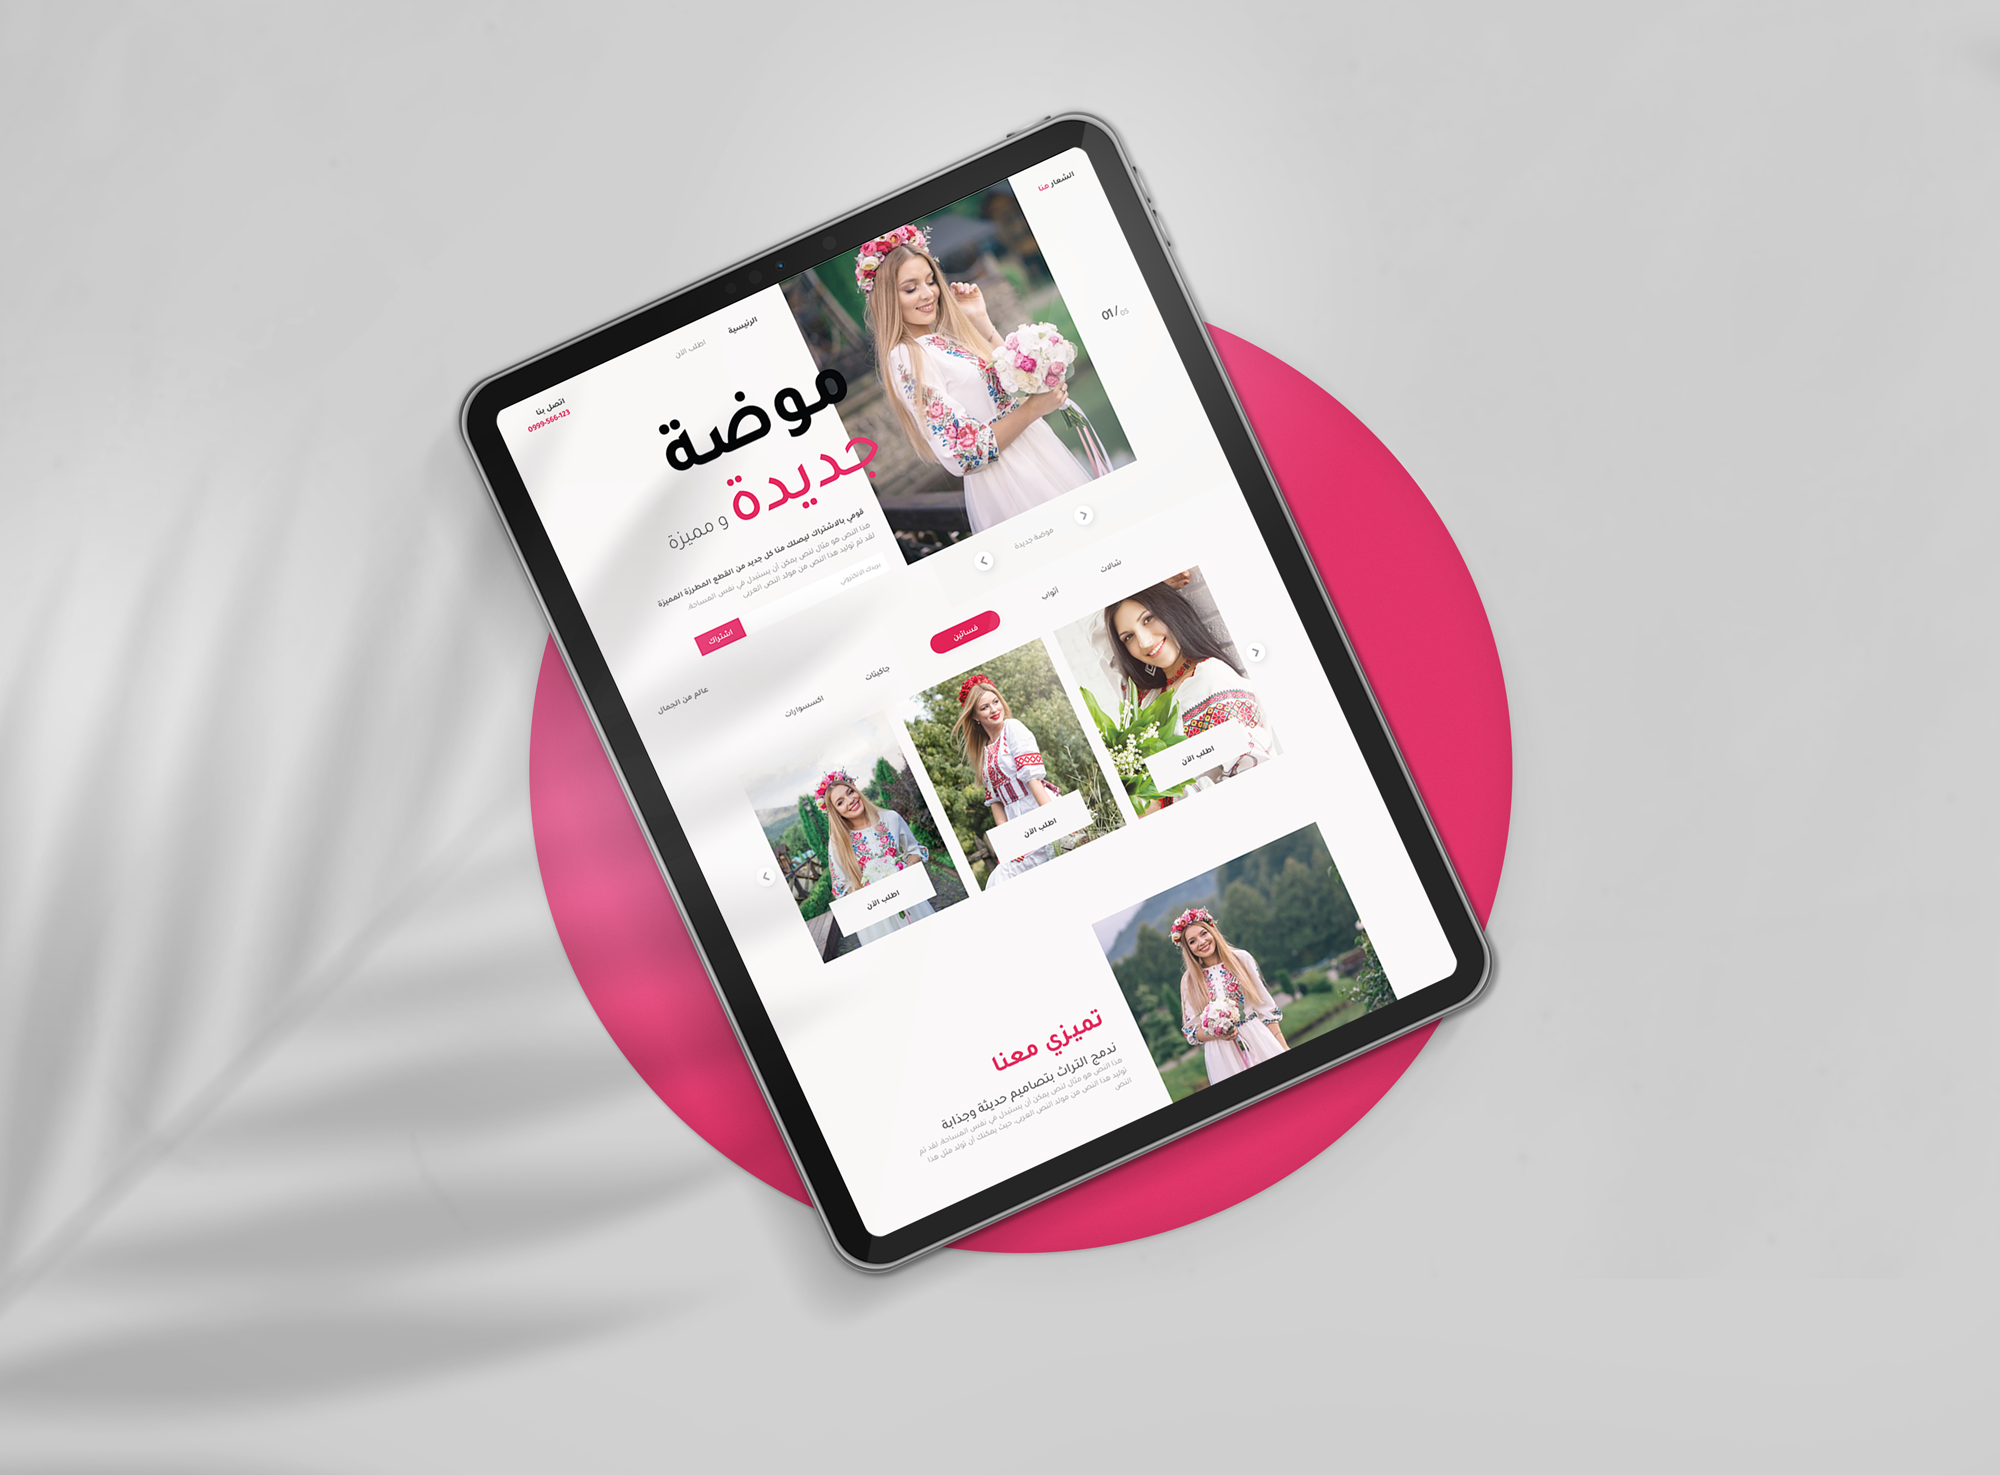 الشعار منا
الرئيسية
اطلب الآن
اتصل بنا
0999-566-123
01/05
موضة
جديدة و مميزة
قومي بالاشتراك ليصلك منا كل جديد من القطع المطرزة المميزة
هذا النص هو مثال لنص يمكن أن يستبدل في نفس المساحة،
لقد تم توليد هذا النص من مولد النص العربى
بريدك الالكتروني
اشتراك
موضة جديدة
شالات
اثواب
فساتين
جاكيتات
اكسسوارات
عالم من الجمال
اطلب الآن
اطلب الآن
اطلب الآن
تميزي معنا
ندمج التراث بتصاميم حديثة وجذابة
هذا النص هو مثال لنص يمكن أن يستبدل في نفس المساحة، لقد تم
توليد هذا النص من مولد النص العربى، حيث يمكنك أن تولد مثل هذا
النص